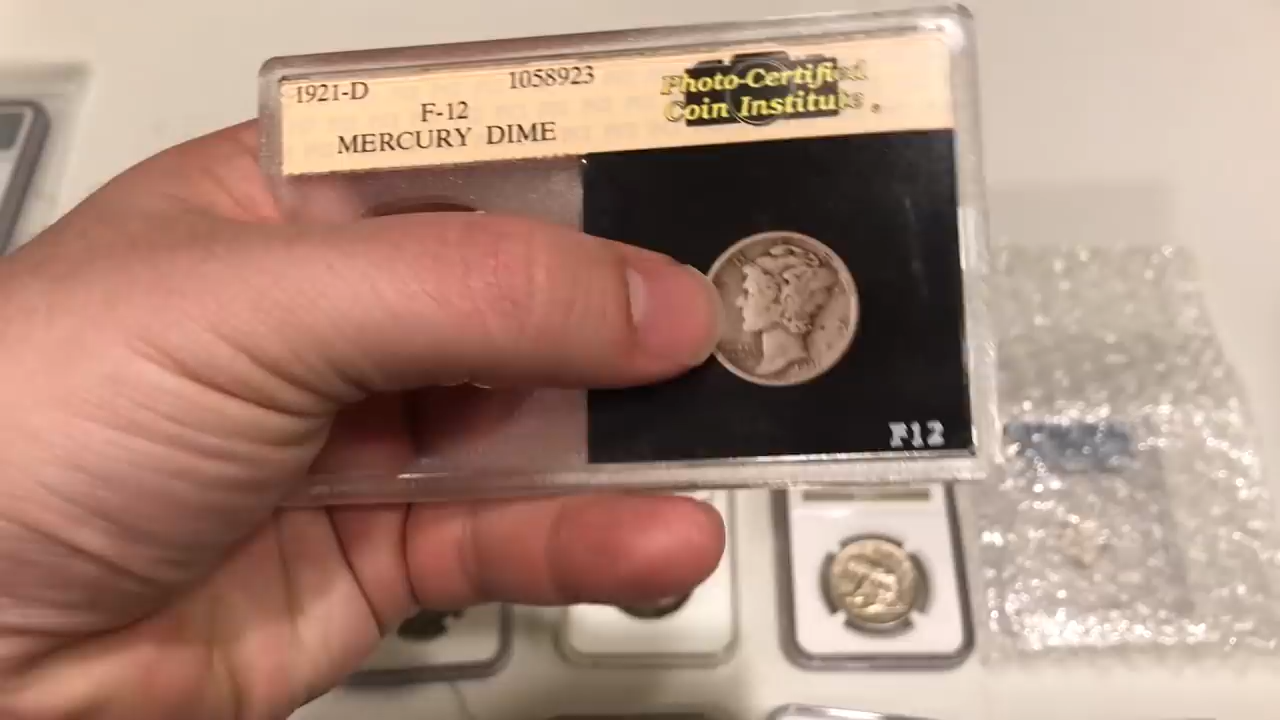 1921-D
1058923
F-12
MERCURY DIME
Photo-Certified
Coin Institute
F12